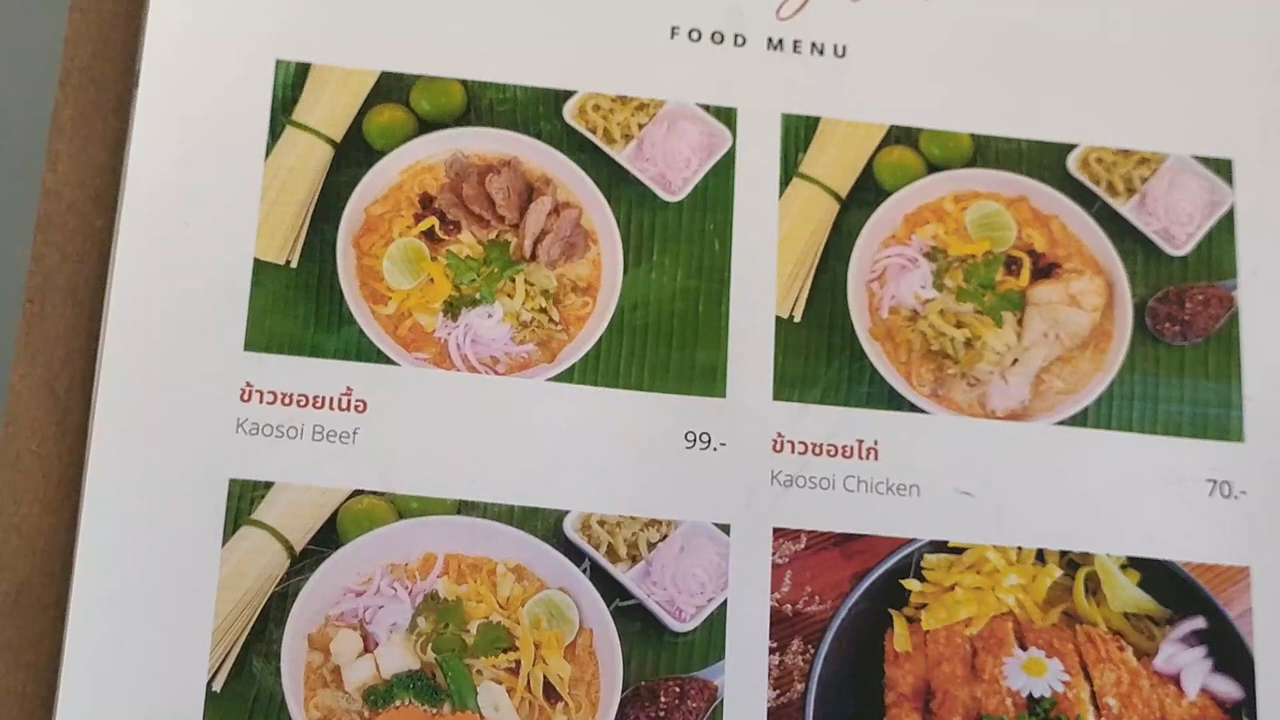 FOOD MENU
ข้าวซอยเนื้อ
Kaosoi Beef
99.-
ข้าวซอยไก่
Kaosoi Chicken
70.-